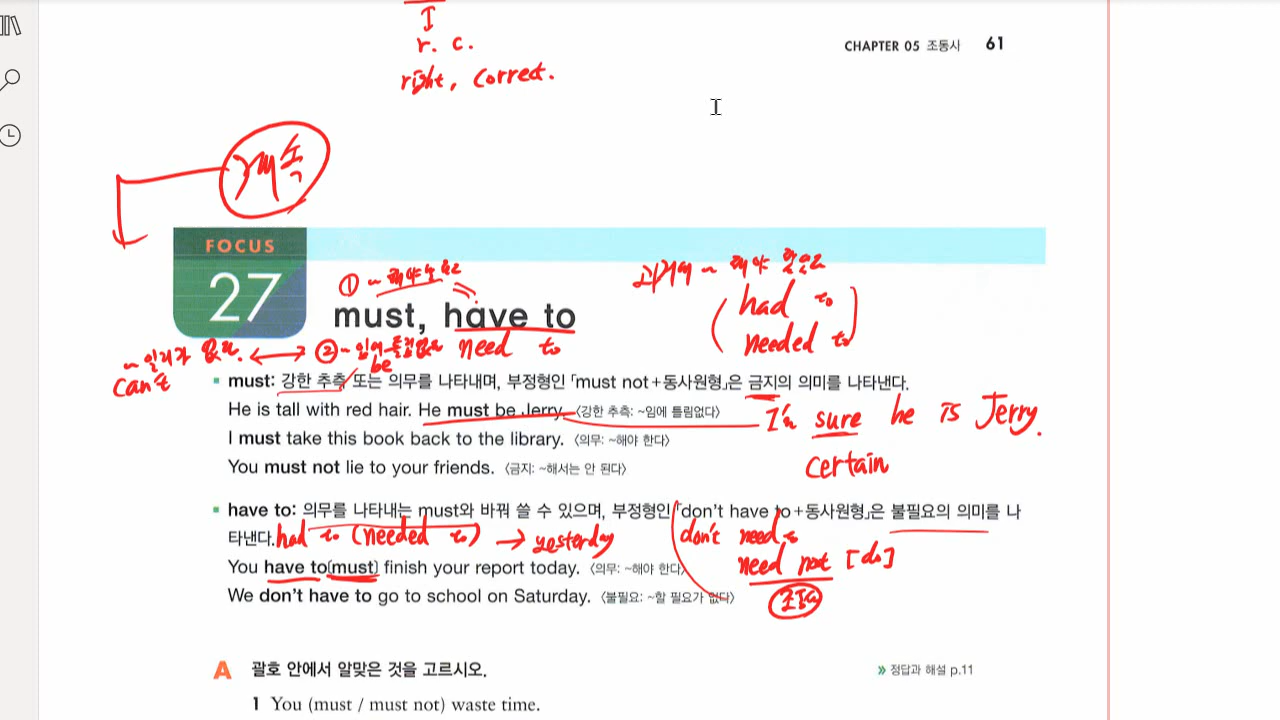 r. c.
CHAPTER 05 조동사 61
right, correct.
계속
FOCUS
27
① ~해야 한다
must, have to
need to
had to
needed to
② ~임에 틀림없다
~일리가 없다.
can't
be
must: 강한 추측 또는 의무를 나타내며, 부정형인 「must not+동사원형」은 금지의 의미를 나타낸다.
He is tall with red hair. He must be Jerry. 〈강한 추측: ~임에 틀림없다〉
I'm sure he is Jerry.
certain
I must take this book back to the library. 〈의무: ~해야 한다〉
You must not lie to your friends. 〈금지: ~해서는 안 된다〉
have to: 의무를 나타내는 must와 바꿔 쓸 수 있으며, 부정형인 「don't have to+동사원형」은 불필요의 의미를 나
타낸다. had to (needed to) → yesterday
don't need to
need not [do]
조동사
You have to(must) finish your report today. 〈의무: ~해야 한다〉
We don't have to go to school on Saturday. 〈불필요: ~할 필요가 없다〉
A 괄호 안에서 알맞은 것을 고르시오.
» 정답과 해설 p.11
1 You (must / must not) waste time.